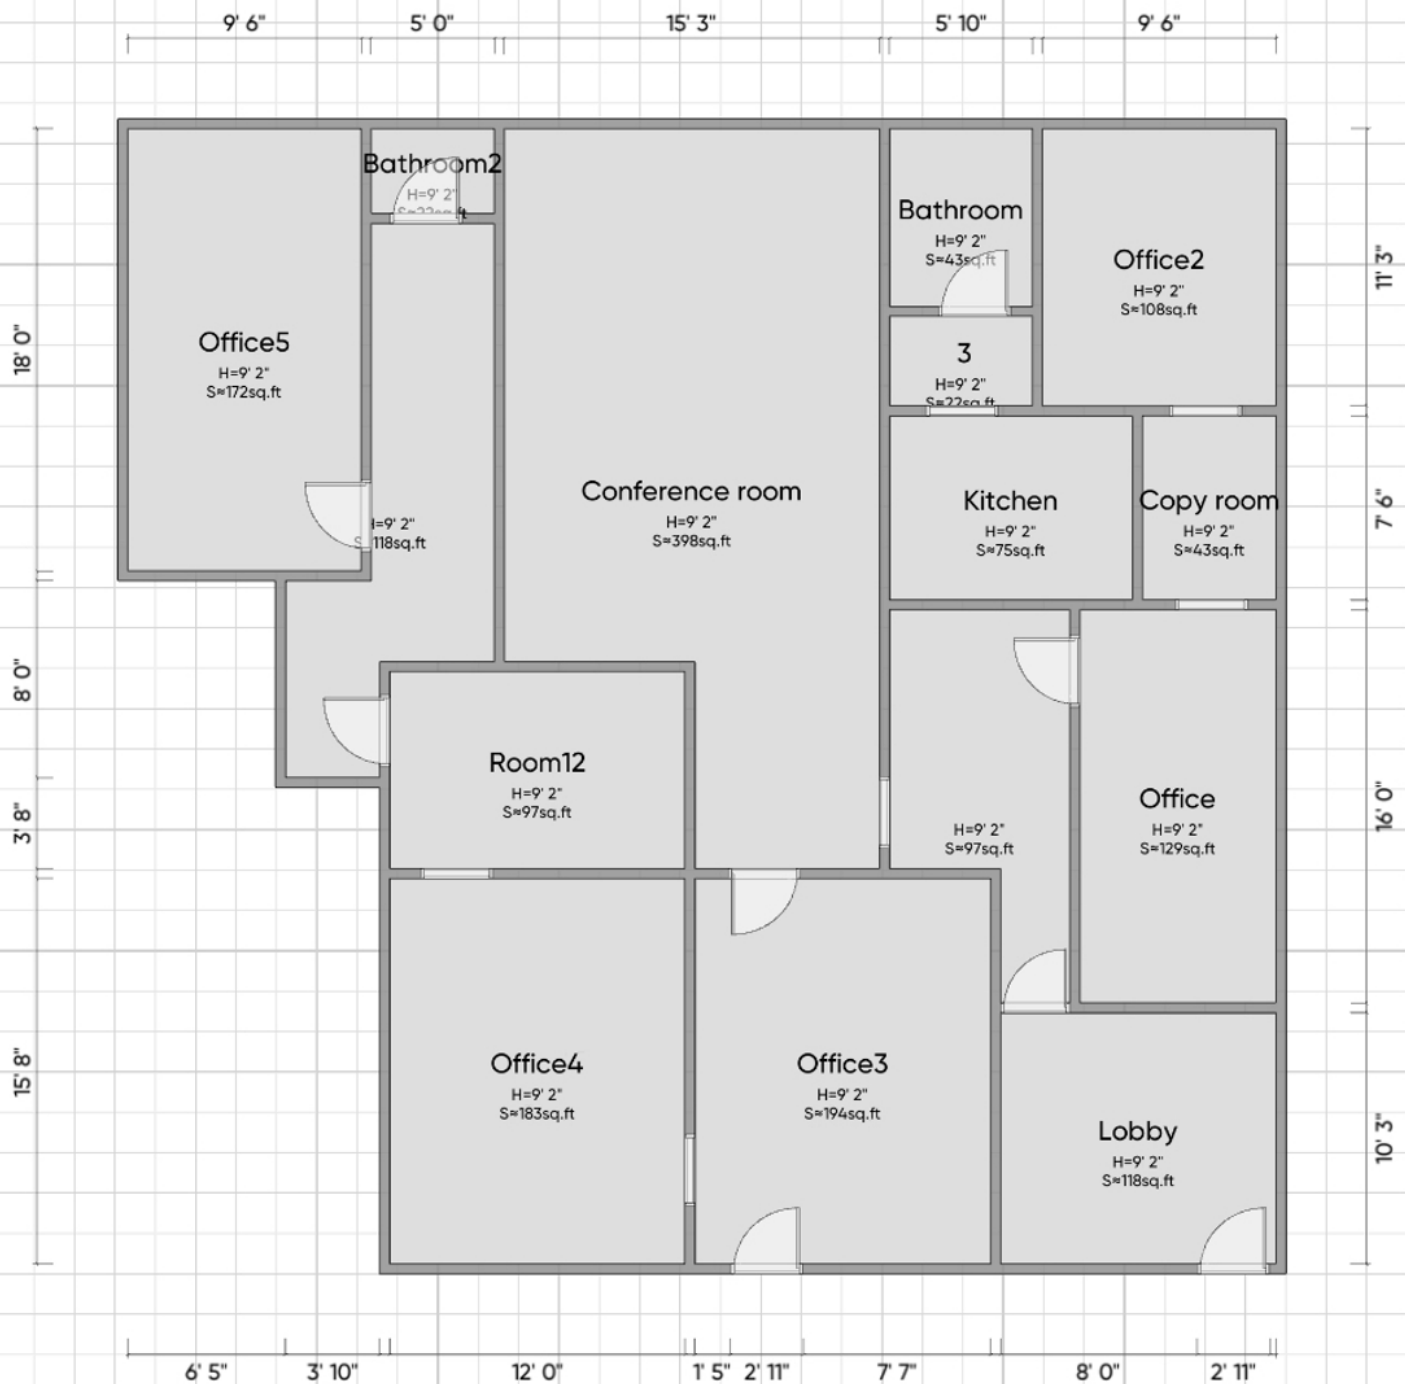 9' 6"
5' 0"
15' 3"
5' 10"
9' 6"
Bathroom2
H=9' 2"
Bathroom
H=9' 2"
S≈43sq.ft
Office2
H=9' 2"
S≈108sq.ft
11' 3"
18' 0"
Office5
H=9' 2"
S≈172sq.ft
3
H=9' 2"
S≈22sq.ft
Conference room
H=9' 2"
S≈398sq.ft
Kitchen
H=9' 2"
S≈75sq.ft
Copy room
H=9' 2"
S≈43sq.ft
7' 6"
H=9' 2"
S≈118sq.ft
8' 0"
Room12
H=9' 2"
S≈97sq.ft
3' 8"
H=9' 2"
S≈97sq.ft
Office
H=9' 2"
S≈129sq.ft
16' 0"
15' 8"
Office4
H=9' 2"
S≈183sq.ft
Office3
H=9' 2"
S≈194sq.ft
Lobby
H=9' 2"
S≈118sq.ft
10' 3"
6' 5"
3' 10"
12' 0"
1' 5"
2' 11"
7' 7"
8' 0"
2' 11"